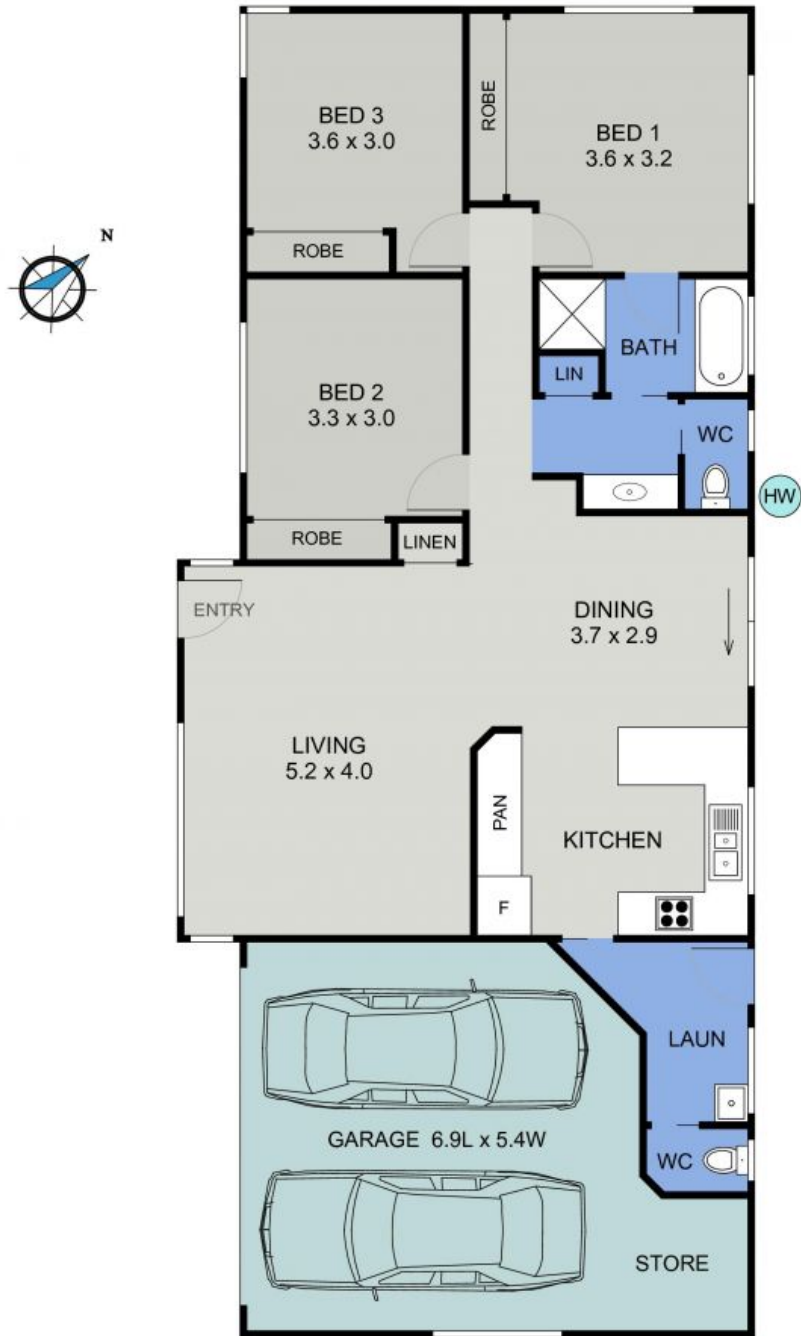 BED 3
3.6 x 3.0
ROBE
BED 1
3.6 x 3.2
N
ROBE
BATH
LIN
BED 2
3.3 x 3.0
WC
HW
ROBE
LINEN
ENTRY
DINING
3.7 x 2.9
LIVING
5.2 x 4.0
PAN
KITCHEN
F
LAUN
GARAGE 6.9L x 5.4W
WC
STORE